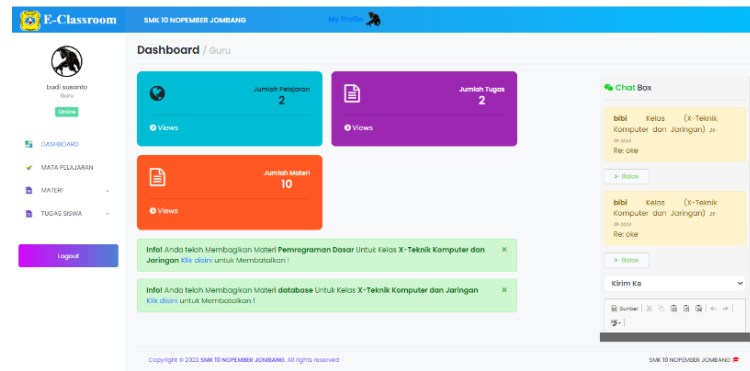 E-Classroom
SMK 10 NOPEMBER JOMBANG
My Profile
budi susanto
Guru
Online
DASHBOARD
MATA PELAJARAN
MATERI
TUGAS SISWA
Logout
Dashboard / Guru
Jumlah Pelajaran
2
Views
Jumlah Tugas
2
Views
Jumlah Materi
10
Views
Info! Anda telah Membagikan Materi Pemrograman Dasar Untuk Kelas X-Teknik Komputer dan
Jaringan Klik disini untuk Membatalkan !
Info! Anda telah Membagikan Materi database Untuk Kelas X-Teknik Komputer dan Jaringan
Klik disini untuk Membatalkan !
Chat Box
bibi Kelas (X-Teknik
Komputer dan Jaringan)
Re: oke
Balas
bibi Kelas (X-Teknik
Komputer dan Jaringan)
Re: oke
Balas
Kirim Ke
Sumber
Copyright © 2022 SMK 10 NOPEMBER JOMBANG. All rights reserved
SMK 10 NOPEMBER JOMBANG